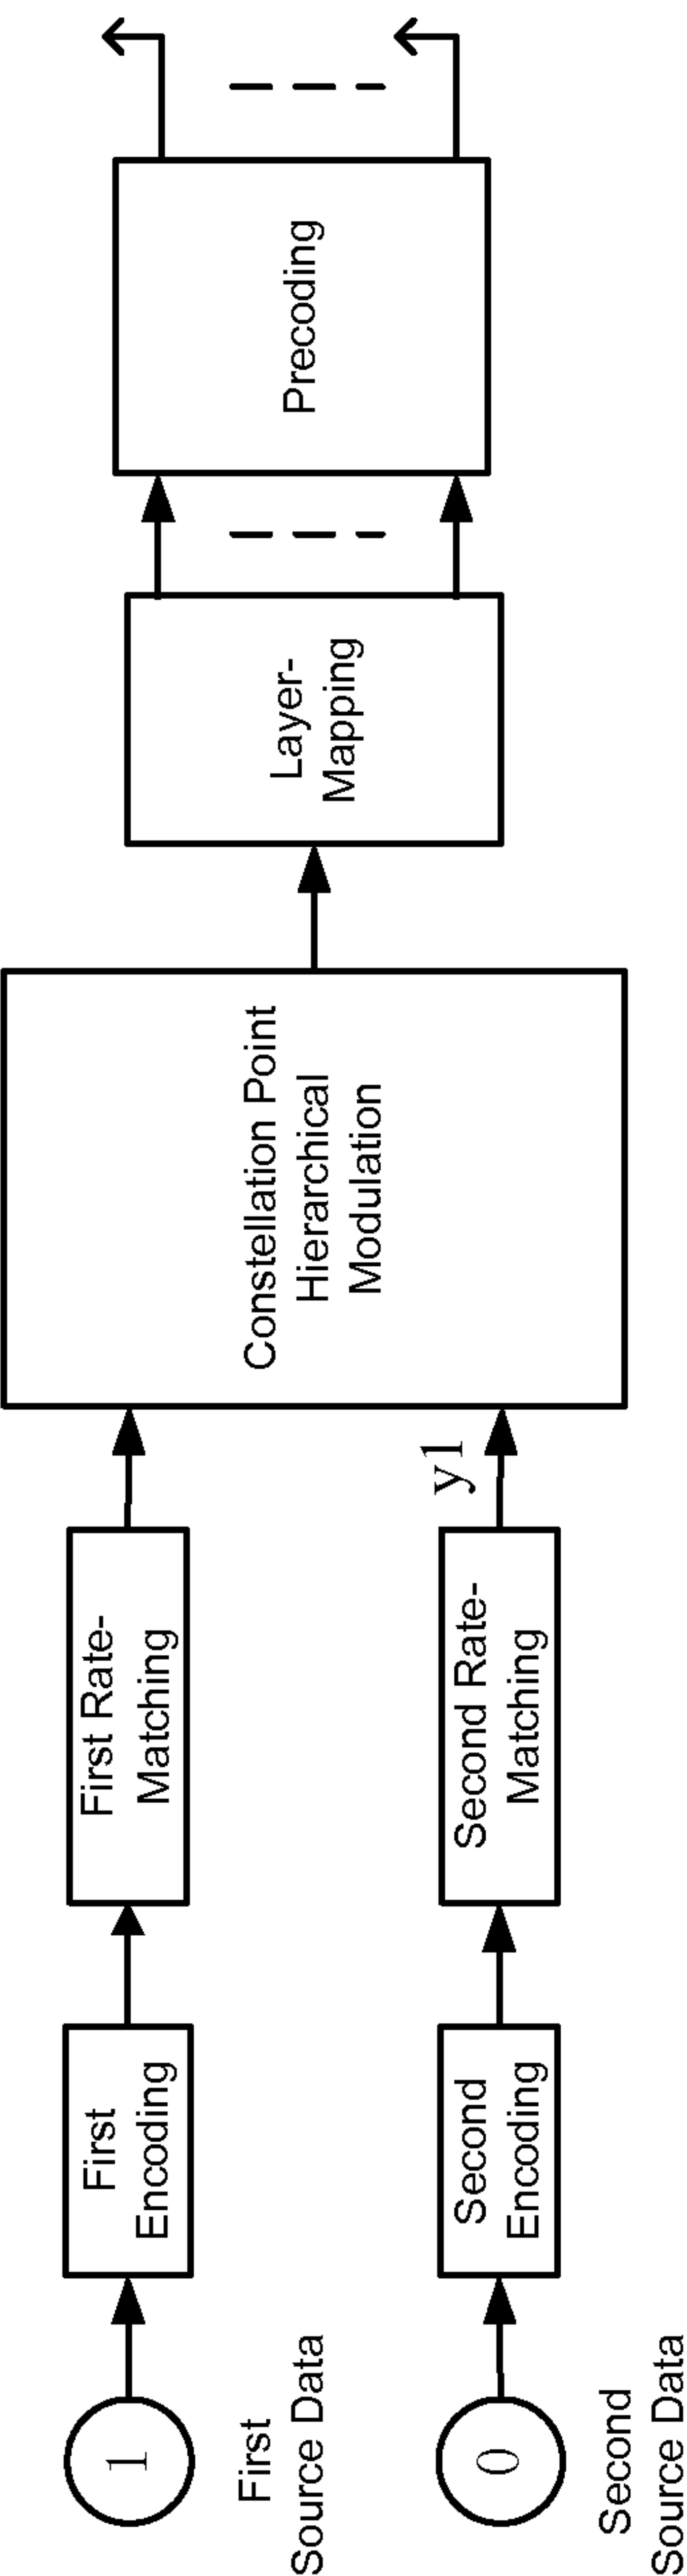 1
First
Source Data
First
Encoding
First Rate-
Matching
0
Second
Source Data
Second
Encoding
Second Rate-
Matching
y1
Constellation Point
Hierarchical
Modulation
Layer-
Mapping
Precoding